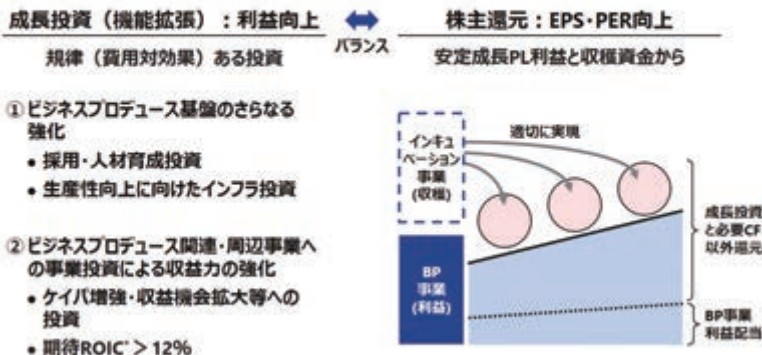 成長投資（機能拡張）：利益向上
バランス
株主還元：EPS・PER向上
規律（費用対効果）ある投資
安定成長PL利益と収穫資金から
① ビジネスプロデュース基盤のさらなる
強化
• 採用・人材育成投資
• 生産性向上に向けたインフラ投資
② ビジネスプロデュース関連・周辺事業へ
の事業投資による収益力の強化
• ケイパ増強・収益機会拡大等への
投資
• 期待ROIC*＞12%
インキュ
ベーション
事業
(収穫)
適切に実現
BP
事業
(利益)
成長投資
と必要CF
以外還元
BP事業
利益配当